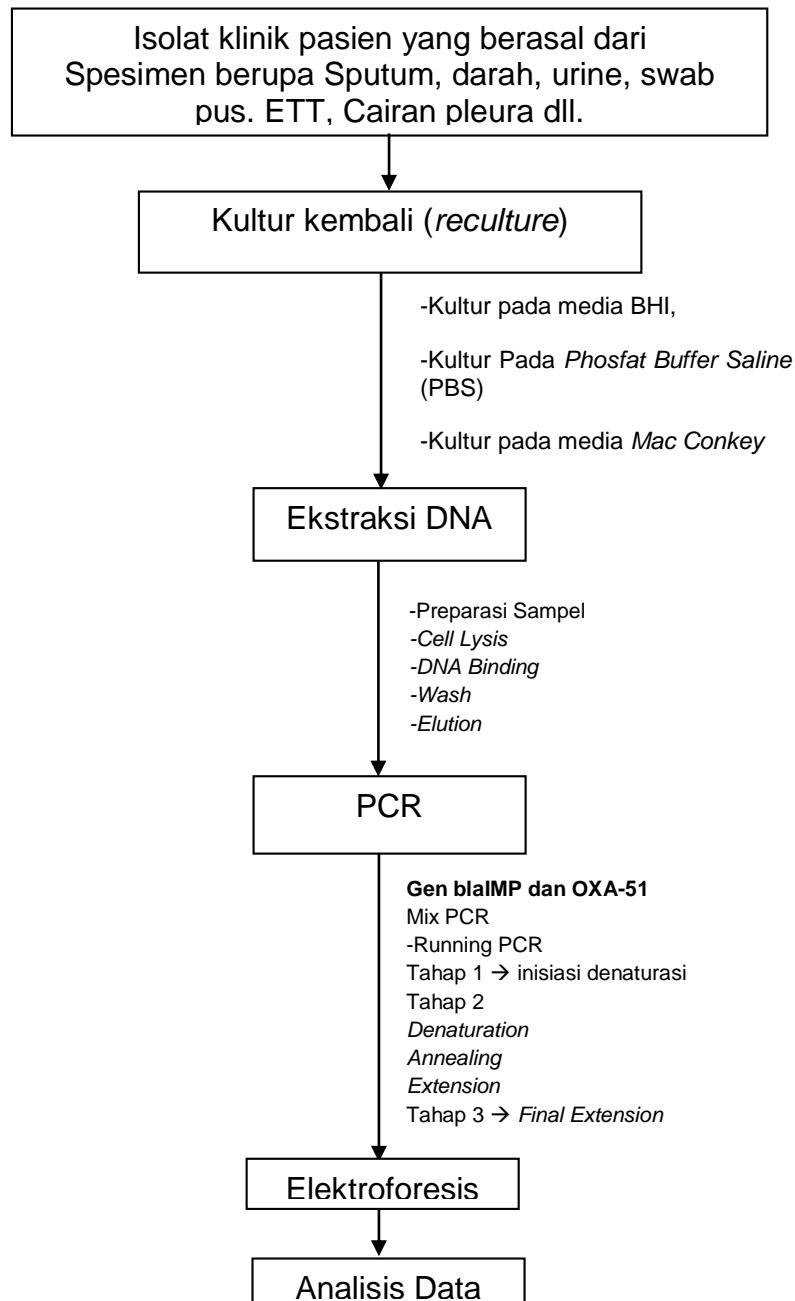 Isolat klinik pasien yang berasal dari
Spesimen berupa Sputum, darah, urine, swab
pus. ETT, Cairan pleura dll.
Kultur kembali (reculture)
-Kultur pada media BHI,
-Kultur Pada Phosfat Buffer Saline
(PBS)
-Kultur pada media Mac Conkey
Ekstraksi DNA
-Preparasi Sampel
-Cell Lysis
-DNA Binding
-Wash
-Elution
PCR
Gen blaIMP dan OXA-51
Mix PCR
-Running PCR
Tahap 1 → inisiasi denaturasi
Tahap 2
Denaturation
Annealing
Extension
Tahap 3 → Final Extension
Elektroforesis
Analisis Data